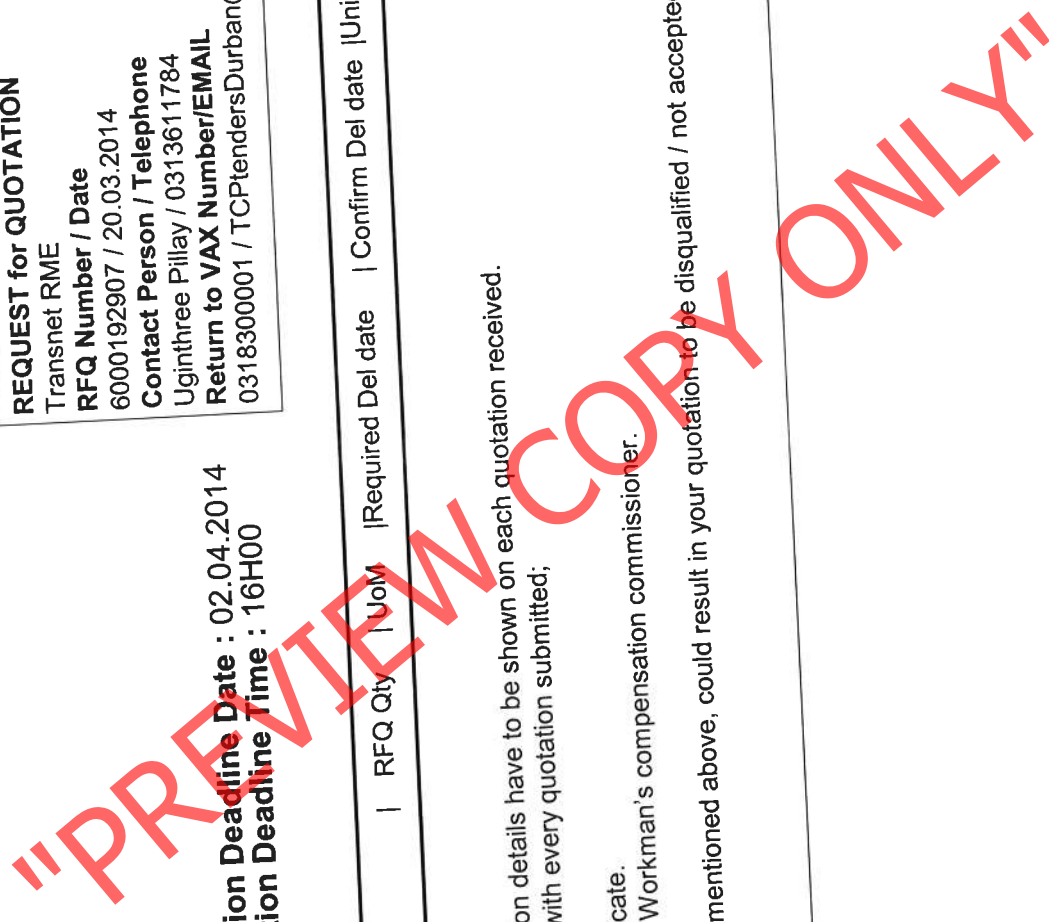 REQUEST for QUOTATION
Transnet RME
RFQ Number / Date
6000192907 / 20.03.2014
Contact Person / Telephone
Uginthree Pillay / 0313611784
Return to VAX Number/EMAIL
0318300001 / TCPtendersDurban
ion Deadline Date : 02.04.2014
ion Deadline Time : 16H00
| RFQ Qty | UoM |Required Del date | Confirm Del date |Uni
on details have to be shown on each quotation received.
with every quotation submitted;
cate.
Workman's compensation commissioner.
mentioned above, could result in your quotation to be disqualified / not accepte
"PREVIEW COPY ONLY"